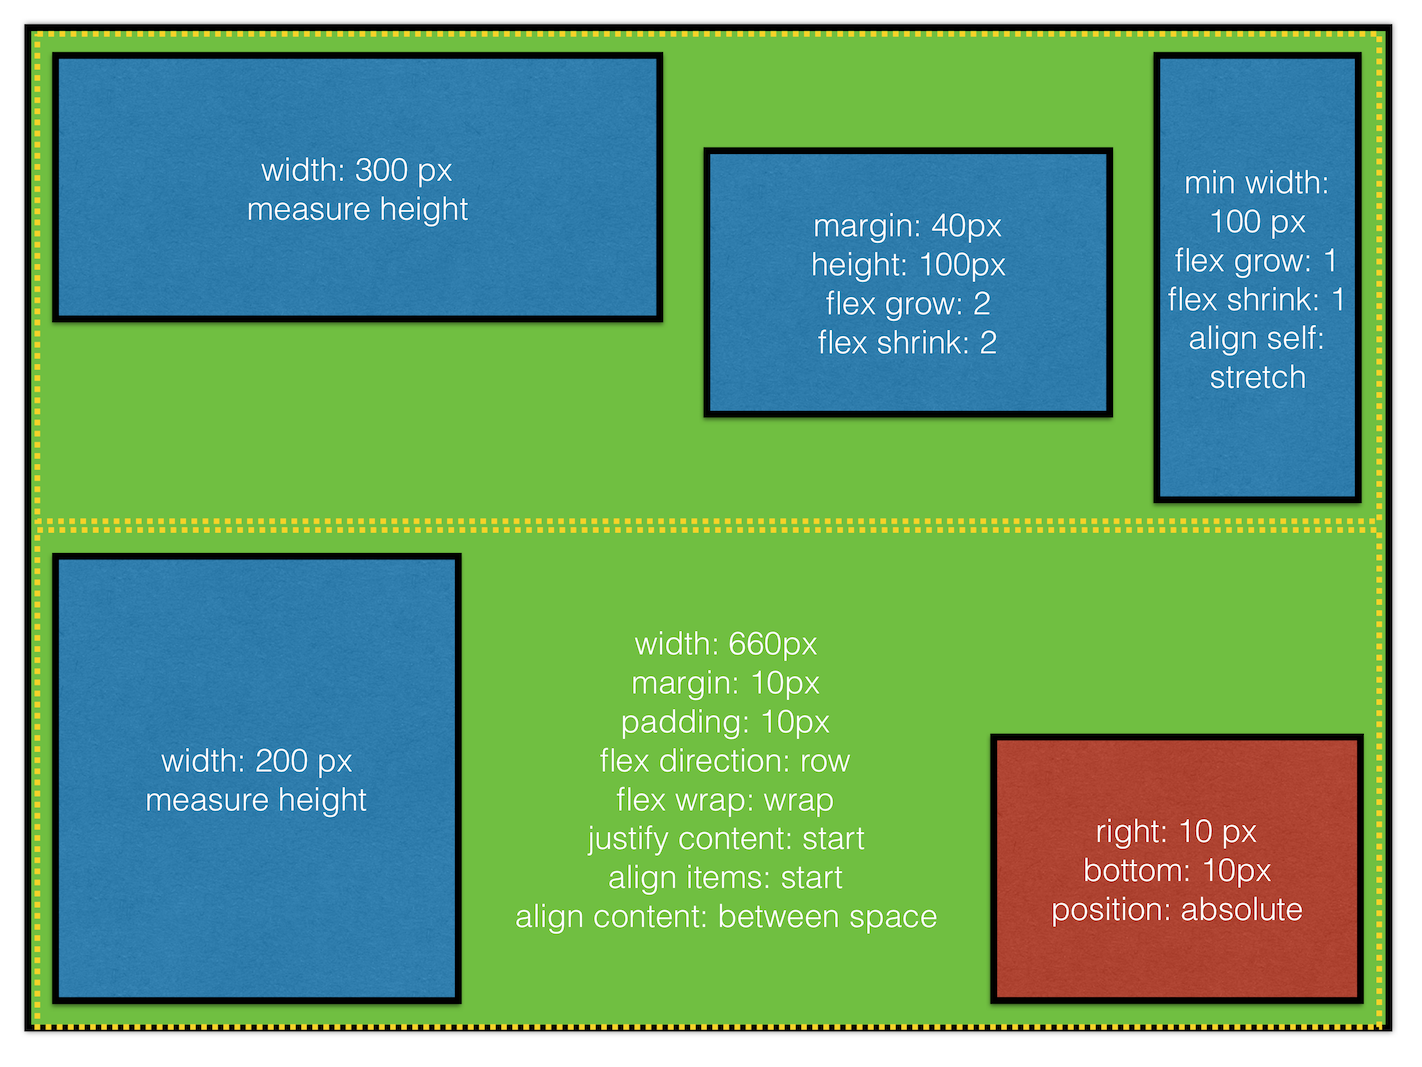 width: 300 px
measure height
margin: 40px
height: 100px
flex grow: 2
flex shrink: 2
min width:
100 px
flex grow: 1
flex shrink: 1
align self:
stretch
width: 200 px
measure height
width: 660px
margin: 10px
padding: 10px
flex direction: row
flex wrap: wrap
justify content: start
align items: start
align content: between space
right: 10 px
bottom: 10px
position: absolute